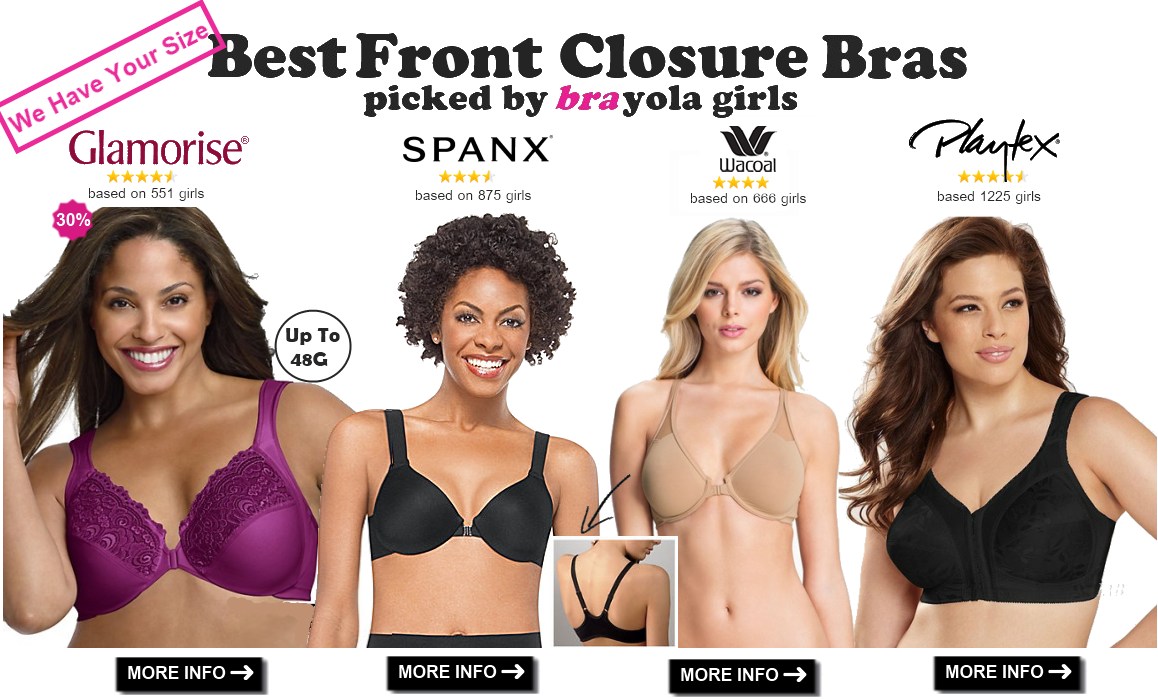 We Have Your Size
Best Front Closure Bras
picked by brayola girls
Glamorise®
based on 551 girls
30%
Up To
48G
MORE INFO
SPANX®
based on 875 girls
MORE INFO
Wacoal®
based on 666 girls
MORE INFO
Playtex®
based 1225 girls
MORE INFO